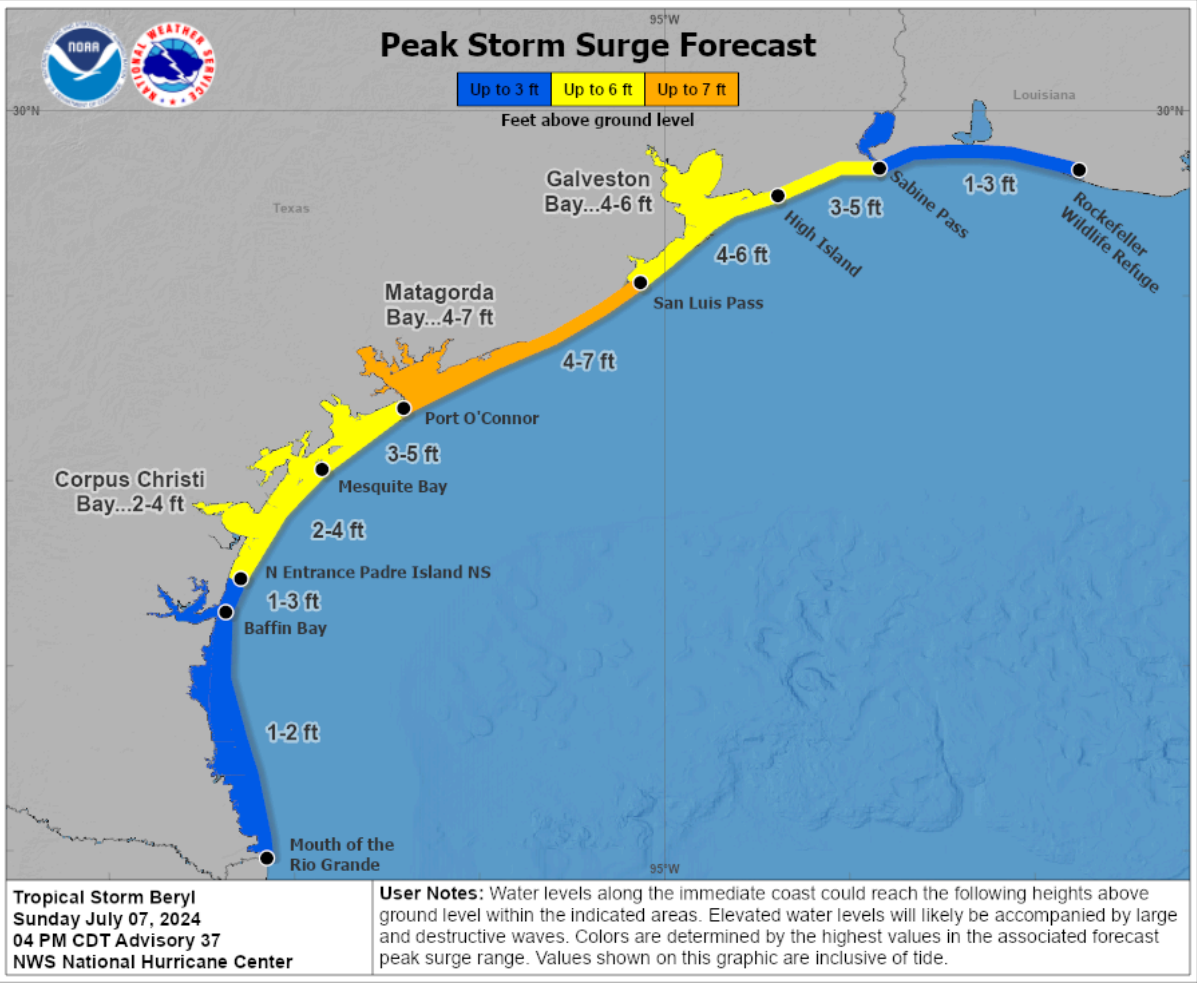 95°W
Peak Storm Surge Forecast
NOAA
NATIONAL WEATHER SERVICE
Up to 3 ft Up to 6 ft Up to 7 ft
Feet above ground level
30°N
Louisiana
30°N
Texas
Galveston
Bay...4-6 ft
1-3 ft
Sabine Pass
Rockefeller
Wildlife Refuge
3-5 ft
High Island
4-6 ft
San Luis Pass
Matagorda
Bay...4-7 ft
4-7 ft
Port O'Connor
3-5 ft
Mesquite Bay
Corpus Christi
Bay...2-4 ft
2-4 ft
N Entrance Padre Island NS
1-3 ft
Baffin Bay
1-2 ft
Mouth of the
Rio Grande
95°W
Tropical Storm Beryl
Sunday July 07, 2024
04 PM CDT Advisory 37
NWS National Hurricane Center
User Notes: Water levels along the immediate coast could reach the following heights above
ground level within the indicated areas. Elevated water levels will likely be accompanied by large
and destructive waves. Colors are determined by the highest values in the associated forecast
peak surge range. Values shown on this graphic are inclusive of tide.